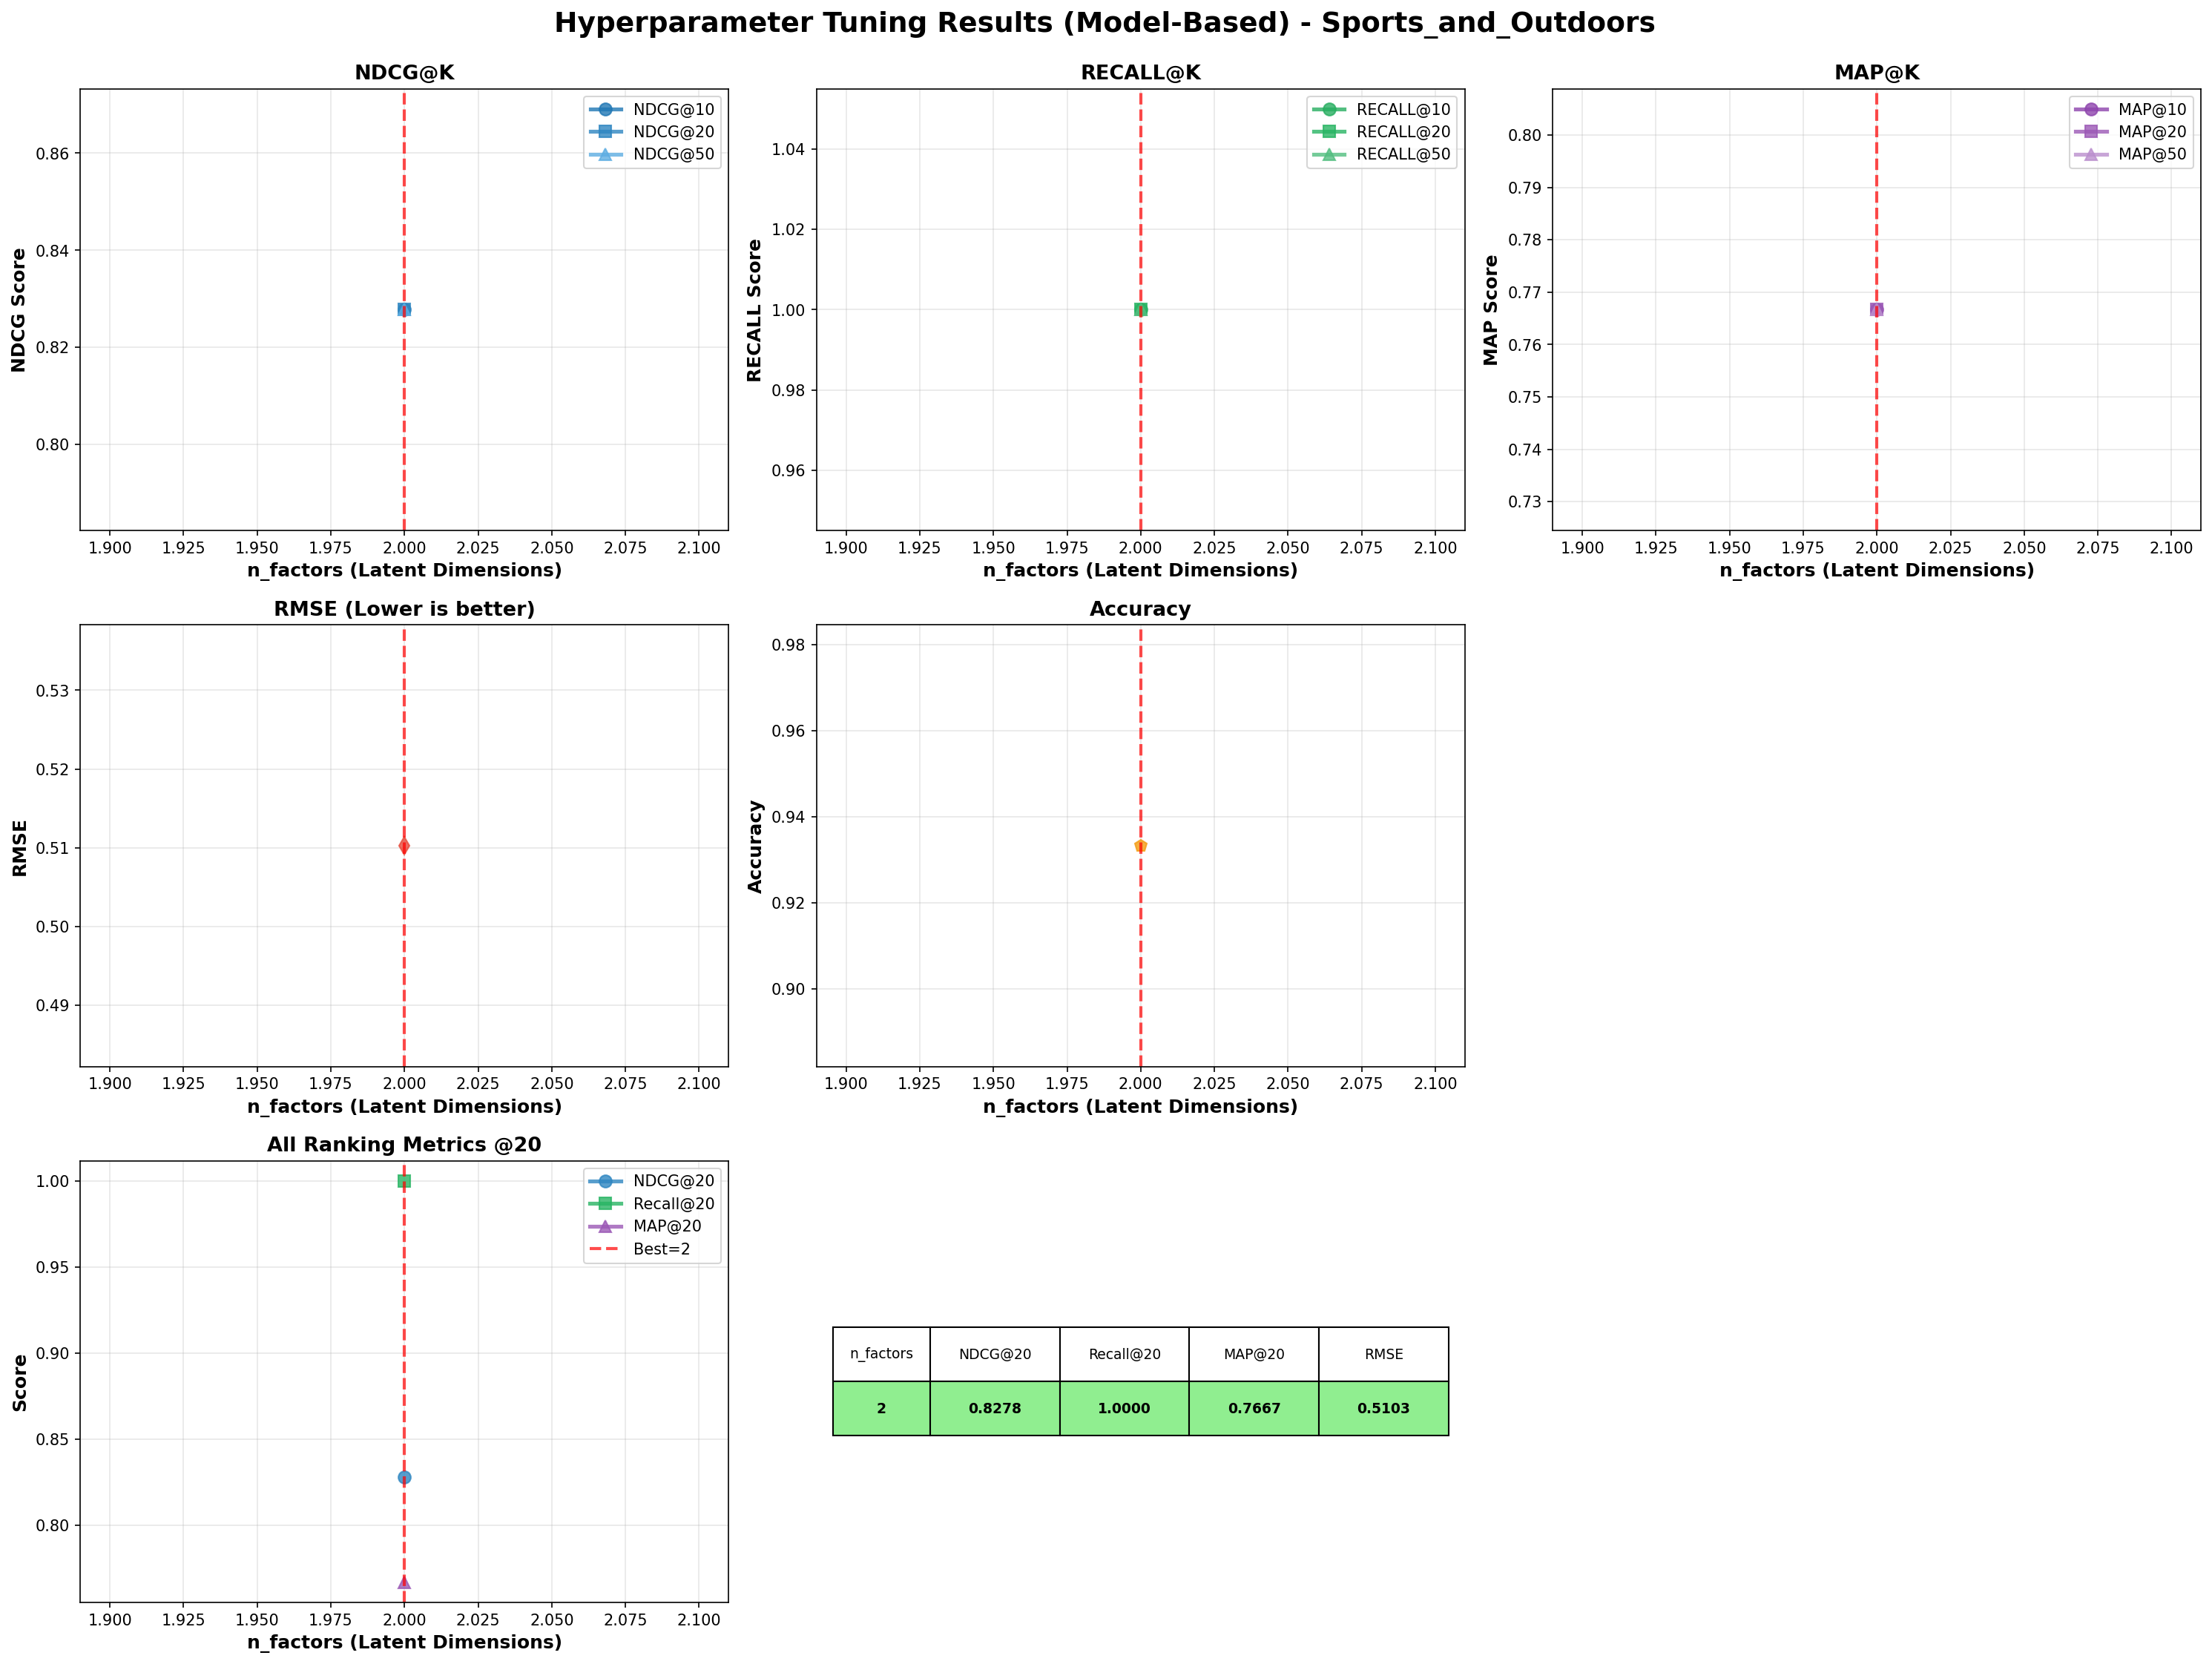 Hyperparameter Tuning Results (Model-Based) - Sports_and_Outdoors
NDCG@K
NDCG Score
0.86
0.84
0.82
0.80
NDCG@10
NDCG@20
NDCG@50
1.900 1.925 1.950 1.975 2.000 2.025 2.050 2.075 2.100
n_factors (Latent Dimensions)
RECALL@K
RECALL Score
1.04
1.02
1.00
0.98
0.96
RECALL@10
RECALL@20
RECALL@50
1.900 1.925 1.950 1.975 2.000 2.025 2.050 2.075 2.100
n_factors (Latent Dimensions)
MAP@K
MAP Score
0.80
0.79
0.78
0.77
0.76
0.75
0.74
0.73
MAP@10
MAP@20
MAP@50
1.900 1.925 1.950 1.975 2.000 2.025 2.050 2.075 2.100
n_factors (Latent Dimensions)
RMSE (Lower is better)
RMSE
0.53
0.52
0.51
0.50
0.49
1.900 1.925 1.950 1.975 2.000 2.025 2.050 2.075 2.100
n_factors (Latent Dimensions)
Accuracy
Accuracy
0.98
0.96
0.94
0.92
0.90
1.900 1.925 1.950 1.975 2.000 2.025 2.050 2.075 2.100
n_factors (Latent Dimensions)
All Ranking Metrics @20
Score
1.00
0.95
0.90
0.85
0.80
NDCG@20
Recall@20
MAP@20
Best=2
1.900 1.925 1.950 1.975 2.000 2.025 2.050 2.075 2.100
n_factors (Latent Dimensions)
n_factors NDCG@20 Recall@20 MAP@20 RMSE
2 0.8278 1.0000 0.7667 0.5103